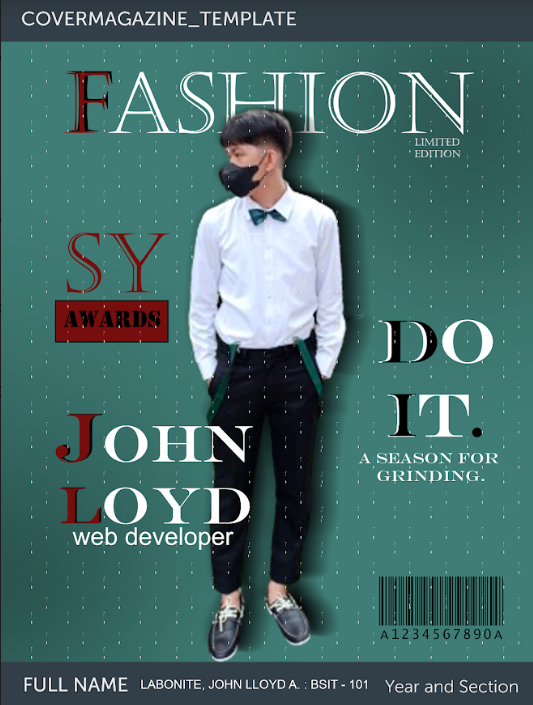 COVERMAGAZINE_TEMPLATE
FASHION
LIMITED
EDITION
SY
AWARDS
DO
IT.
A SEASON FOR
GRINDING.
JOHN
LOYD
web developer
A1234567890A
FULL NAME LABONITE, JOHN LLOYD A. : BSIT - 101 Year and Section